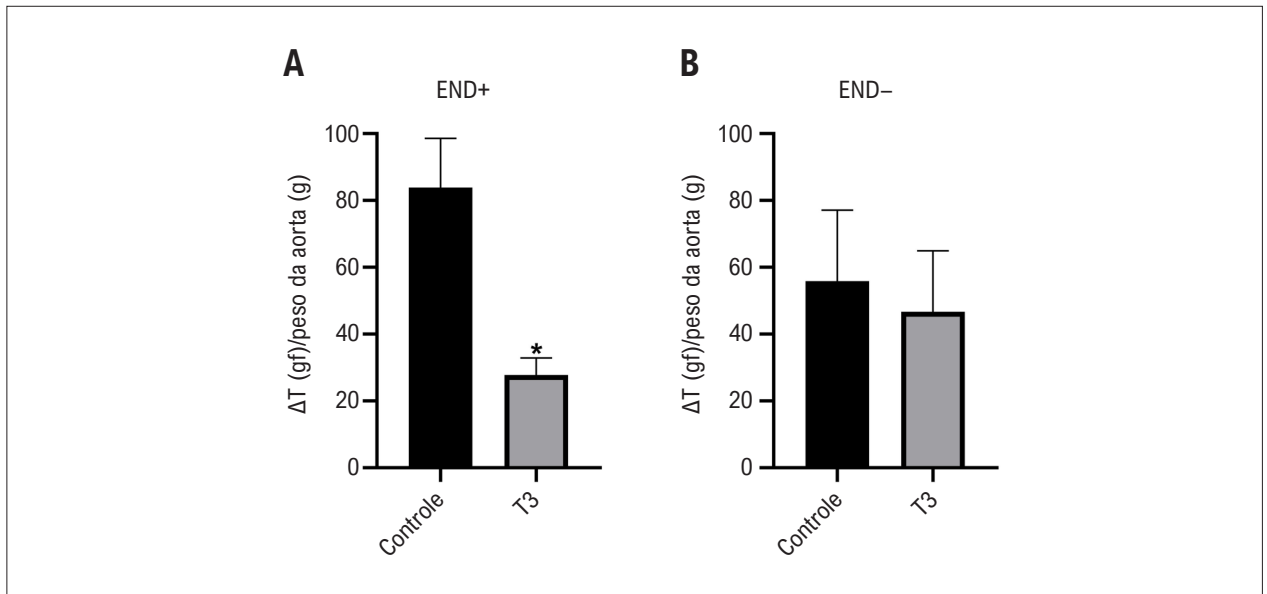 A
END+
ΔT (gf)/peso da aorta (g)
100
80
60
40
20
0
*
Controle
T3
B
END–
ΔT (gf)/peso da aorta (g)
100
80
60
40
20
0
Controle
T3